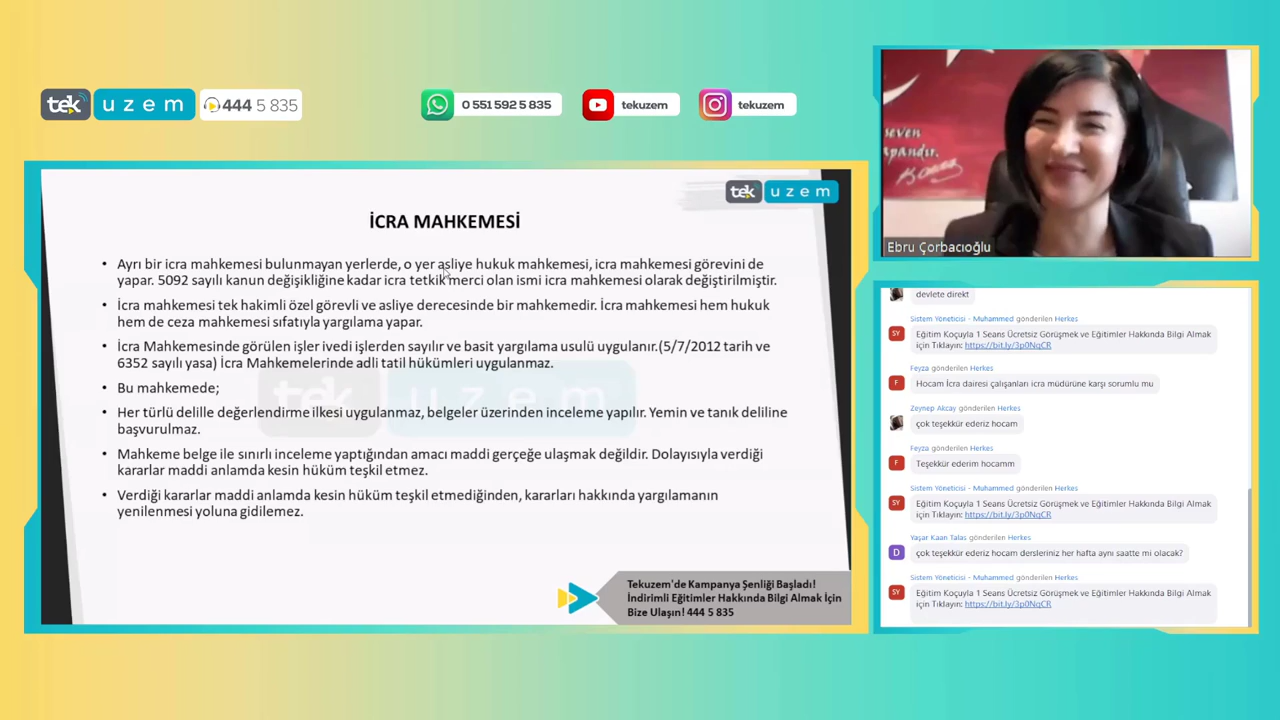 tek uzem 444 5 835
0 551 592 5 835
tekuzem
tekuzem
tek uzem
İCRA MAHKEMESİ
• Ayrı bir icra mahkemesi bulunmayan yerlerde, o yer asliye hukuk mahkemesi, icra mahkemesi görevini de
yapar. 5092 sayılı kanun değişikliğine kadar icra tetkik merci olan ismi icra mahkemesi olarak değiştirilmiştir.
• İcra mahkemesi tek hakimli özel görevli ve asliye derecesinde bir mahkemedir. İcra mahkemesi hem hukuk
hem de ceza mahkemesi sıfatıyla yargılama yapar.
• İcra Mahkemesinde görülen işler ivedi işlerden sayılır ve basit yargılama usulü uygulanır.(5/7/2012 tarih ve
6352 sayılı yasa) İcra Mahkemelerinde adli tatil hükümleri uygulanmaz.
• Bu mahkemede;
• Her türlü delille değerlendirme ilkesi uygulanmaz, belgeler üzerinden inceleme yapılır. Yemin ve tanık deliline
başvurulmaz.
• Mahkeme belge ile sınırlı inceleme yaptığından amacı maddi gerçeğe ulaşmak değildir. Dolayısıyla verdiği
kararlar maddi anlamda kesin hüküm teşkil etmez.
• Verdiği kararlar maddi anlamda kesin hüküm teşkil etmediğinden, kararları hakkında yargılamanın
yenilenmesi yoluna gidilemez.
tek uzem
Tekuzem'de Kampanya Şenliği Başladı!
İndirimli Eğitimler Hakkında Bilgi Almak İçin
Bize Ulaşın! 444 5 835
seven
apandır.
Ebru Çorbacıoğlu
devlete direkt
Sistem Yöneticisi - Muhammed gönderilen Herkes
SY
Eğitim Koçuyla 1 Seans Ücretsiz Görüşmek ve Eğitimler Hakkında Bilgi Almak
için Tıklayın: https://bit.ly/3p0NqCR
Feyza gönderilen Herkes
F
Hocam İcra dairesi çalışanları icra müdürüne karşı sorumlu mu
Zeynep Akcay gönderilen Herkes
çok teşekkür ederiz hocam
Feyza gönderilen Herkes
F
Teşekkür ederim hocamm
Sistem Yöneticisi - Muhammed gönderilen Herkes
SY
Eğitim Koçuyla 1 Seans Ücretsiz Görüşmek ve Eğitimler Hakkında Bilgi Almak
için Tıklayın: https://bit.ly/3p0NqCR
Yaşar Kaan Talas gönderilen Herkes
D
çok teşekkür ederiz hocam dersleriniz her hafta aynı saatte mi olacak?
Sistem Yöneticisi - Muhammed gönderilen Herkes
SY
Eğitim Koçuyla 1 Seans Ücretsiz Görüşmek ve Eğitimler Hakkında Bilgi Almak
için Tıklayın: https://bit.ly/3p0NqCR